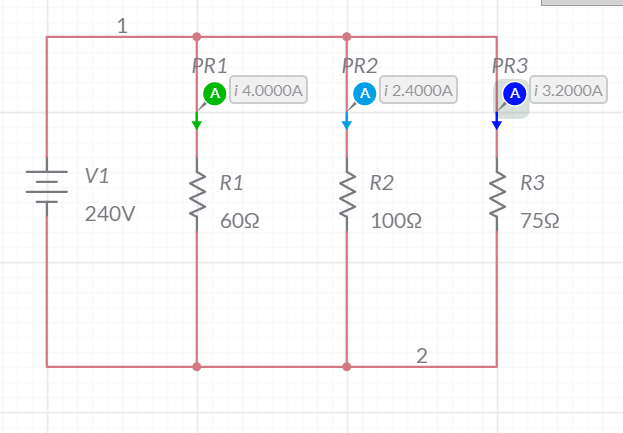 1
PR1
A
i 4.0000A
PR2
A
i 2.4000A
PR3
A
i 3.2000A
V1
240V
R1
60Ω
R2
100Ω
R3
75Ω
2